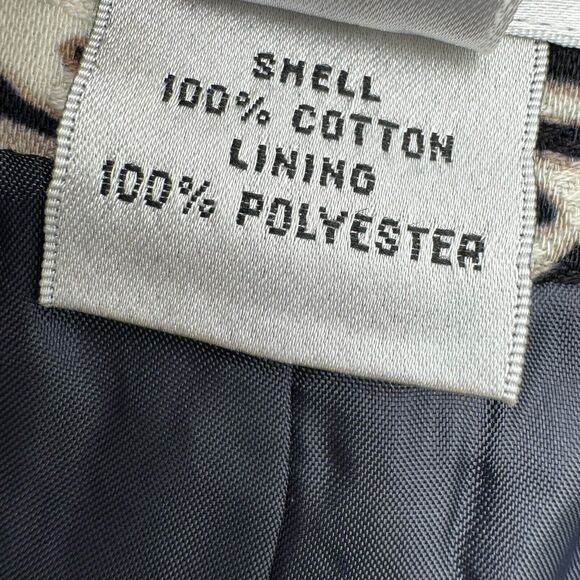 SHELL
100% COTTON
LINING
100% POLYESTER